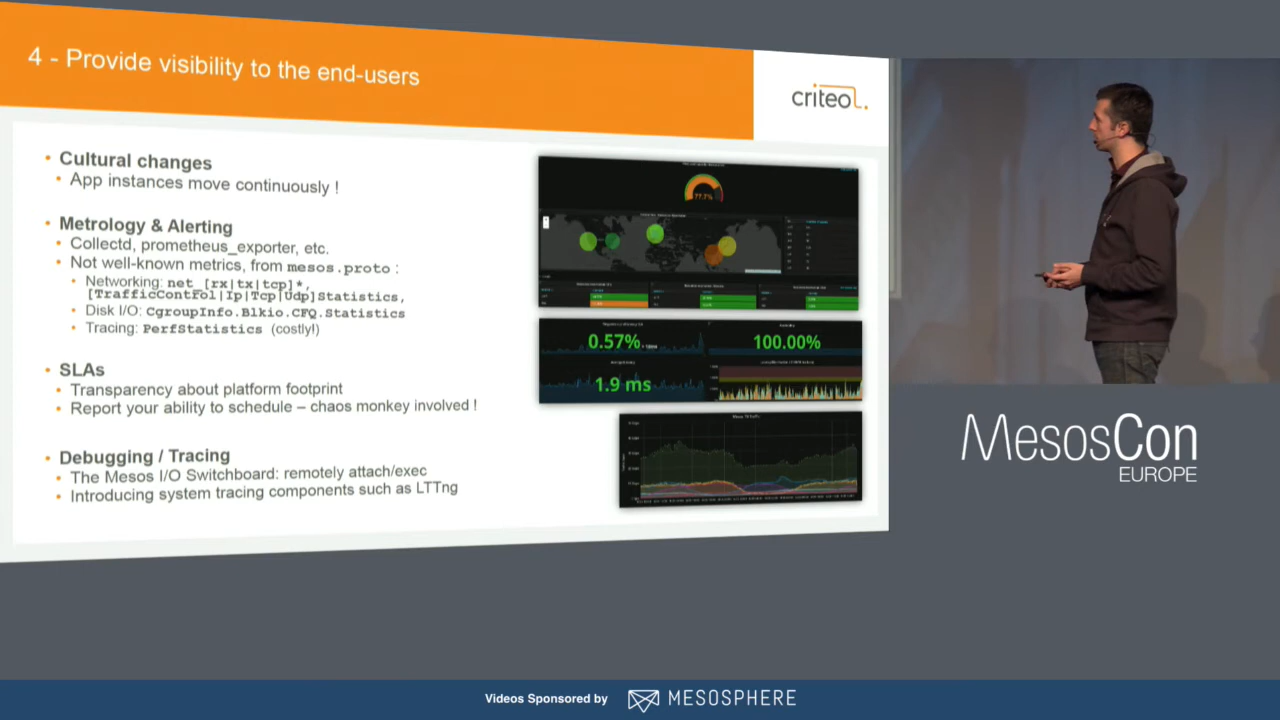 4 - Provide visibility to the end-users
criteo
• Cultural changes
• App instances move continuously !
• Metrology & Alerting
• Collectd, prometheus_exporter, etc.
• Not well-known metrics, from mesos.proto :
• Networking: net_[rx|tx|tcp]*,
[TrafficControl|Ip|Tcp|Udp]Statistics,
• Disk I/O: CgroupInfo.Blkio.CFQ.Statistics
• Tracing: PerfStatistics (costly!)
• SLAs
• Transparency about platform footprint
• Report your ability to schedule – chaos monkey involved !
• Debugging / Tracing
• The Mesos I/O Switchboard: remotely attach/exec
• Introducing system tracing components such as LTTng
77.7%
0.57%
100.00%
1.9 ms
MesosCon
EUROPE
Videos Sponsored by
MESOSPHERE